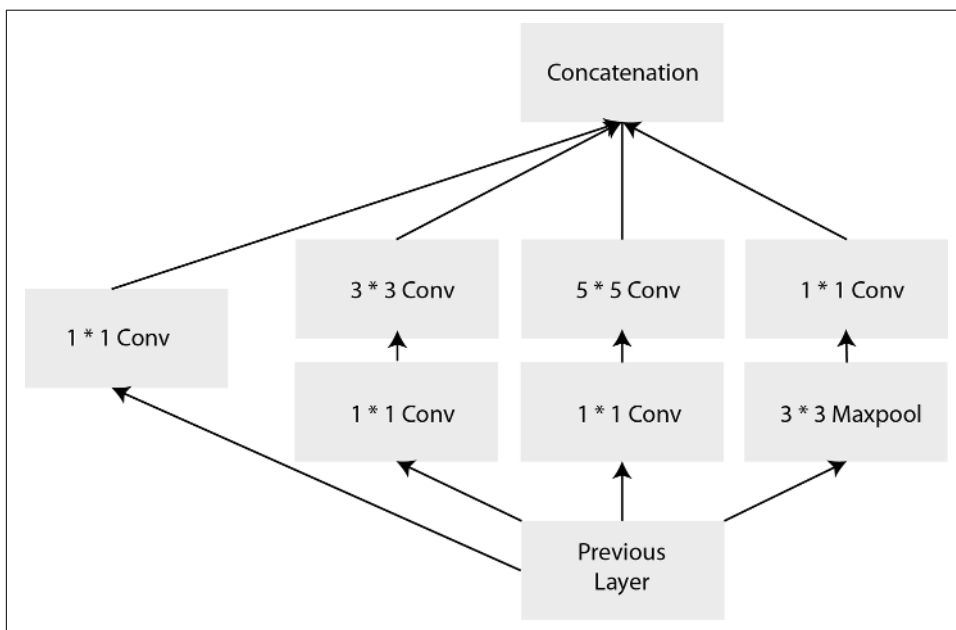 Concatenation
3 * 3 Conv
5 * 5 Conv
1 * 1 Conv
1 * 1 Conv
1 * 1 Conv
1 * 1 Conv
3 * 3 Maxpool
Previous
Layer